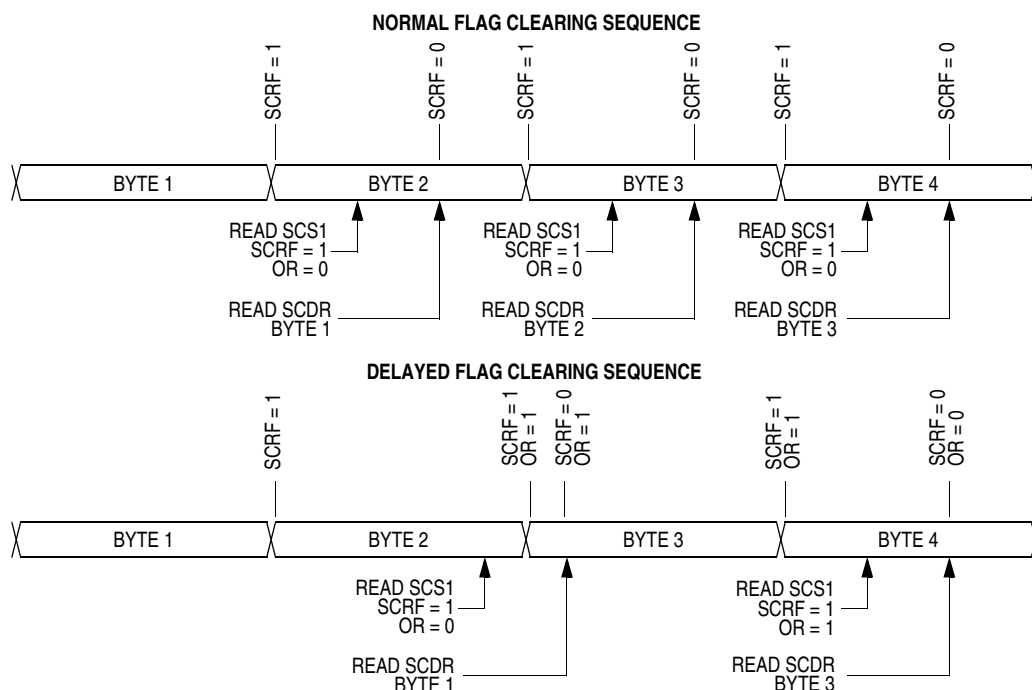 NORMAL FLAG CLEARING SEQUENCE
SCRF = 1
SCRF = 0
SCRF = 1
SCRF = 0
SCRF = 1
SCRF = 0
BYTE 1
BYTE 2
BYTE 3
BYTE 4
READ SCS1
SCRF = 1
OR = 0
READ SCS1
SCRF = 1
OR = 0
READ SCS1
SCRF = 1
OR = 0
READ SCDR
BYTE 1
READ SCDR
BYTE 2
READ SCDR
BYTE 3
DELAYED FLAG CLEARING SEQUENCE
SCRF = 1
SCRF = 1
OR = 1
SCRF = 0
OR = 1
SCRF = 1
OR = 1
SCRF = 0
OR = 0
BYTE 1
BYTE 2
BYTE 3
BYTE 4
READ SCS1
SCRF = 1
OR = 0
READ SCS1
SCRF = 1
OR = 1
READ SCDR
BYTE 1
READ SCDR
BYTE 3